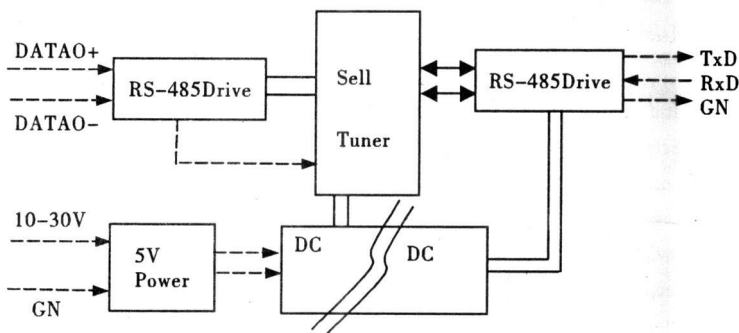 DATAO+
RS-485Drive
DATAO-
Sell
Tuner
RS-485Drive
TxD
RxD
GN
10-30V
5V
Power
GN
DC
DC